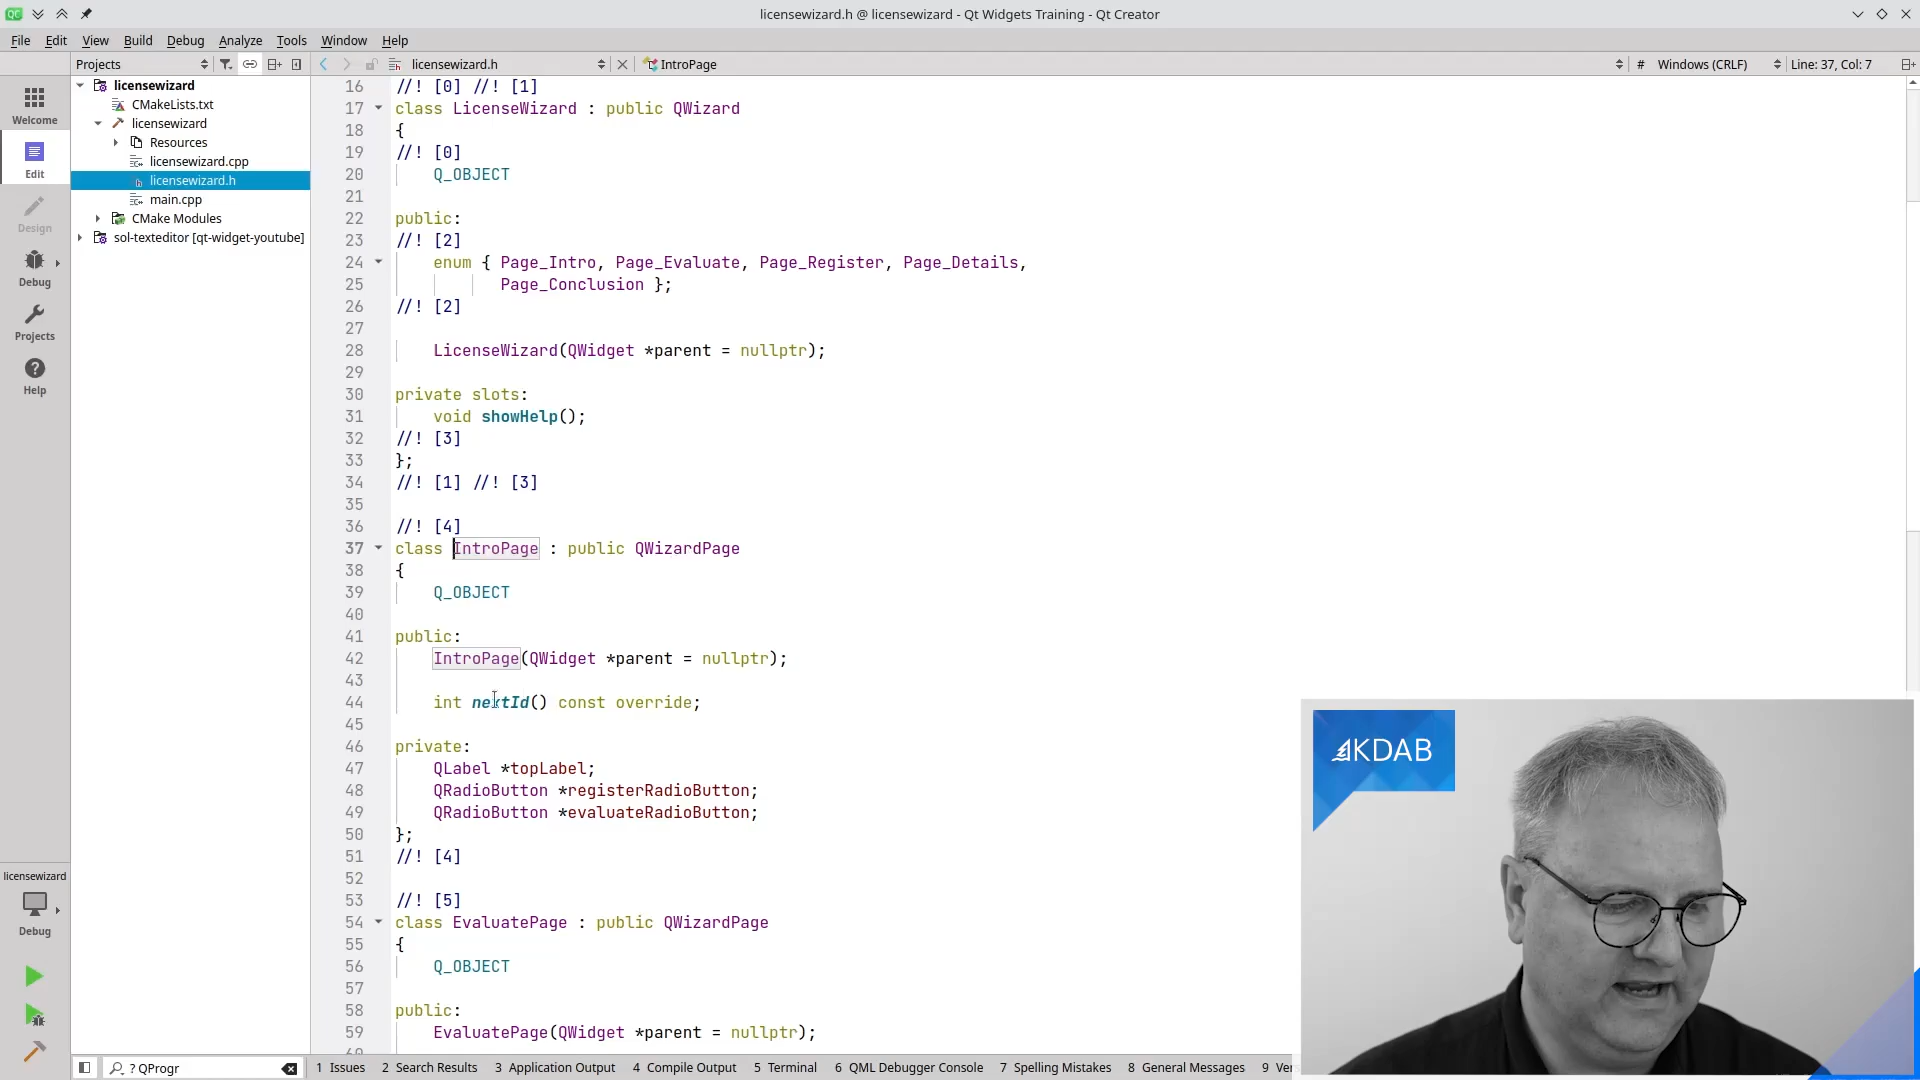 licensewizard.h @ licensewizard - Qt Widgets Training - Qt Creator
File Edit View Build Debug Analyze Tools Window Help
Projects
licensewizard.h
IntroPage
# Windows (CRLF) Line: 37, Col: 7
Welcome
Edit
Design
Debug
Projects
Help
licensewizard
Debug
licensewizard
CMakeLists.txt
licensewizard
Resources
licensewizard.cpp
licensewizard.h
main.cpp
CMake Modules
sol-texteditor [qt-widget-youtube]
16 //! [0] //! [1]
17 class LicenseWizard : public QWizard
18 {
19 //! [0]
20 Q_OBJECT
21
22 public:
23 //! [2]
24 enum { Page_Intro, Page_Evaluate, Page_Register, Page_Details,
25 Page_Conclusion };
26 //! [2]
27
28 LicenseWizard(QWidget *parent = nullptr);
29
30 private slots:
31 void showHelp();
32 //! [3]
33 };
34 //! [1] //! [3]
35
36 //! [4]
37 class IntroPage : public QWizardPage
38 {
39 Q_OBJECT
40
41 public:
42 IntroPage(QWidget *parent = nullptr);
43
44 int nextId() const override;
45
46 private:
47 QLabel *topLabel;
48 QRadioButton *registerRadioButton;
49 QRadioButton *evaluateRadioButton;
50 };
51 //! [4]
52
53 //! [5]
54 class EvaluatePage : public QWizardPage
55 {
56 Q_OBJECT
57
58 public:
59 EvaluatePage(QWidget *parent = nullptr);
KDAB
? QProgr
1 Issues 2 Search Results 3 Application Output 4 Compile Output 5 Terminal 6 QML Debugger Console 7 Spelling Mistakes 8 General Messages 9 Ver